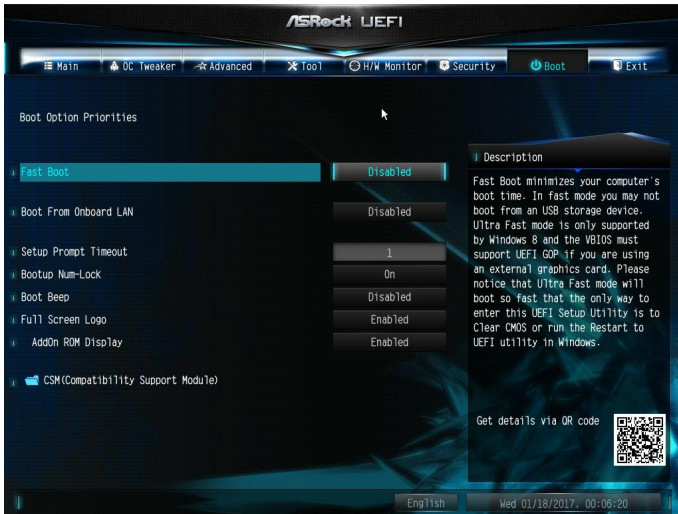 ASRock UEFI
Main OC Tweaker Advanced Tool H/W Monitor Security Boot Exit
Boot Option Priorities
Fast Boot Disabled
Boot From Onboard LAN Disabled
Setup Prompt Timeout 1
Bootup Num-Lock On
Boot Beep Disabled
Full Screen Logo Enabled
AddOn ROM Display Enabled
CSM(Compatibility Support Module)
Description
Fast Boot minimizes your computer's
boot time. In fast mode you may not
boot from an USB storage device.
Ultra Fast mode is only supported
by Windows 8 and the VBIOS must
support UEFI GOP if you are using
an external graphics card. Please
notice that Ultra Fast mode will
boot so fast that the only way to
enter this UEFI Setup Utility is to
Clear CMOS or run the Restart to
UEFI utility in Windows.
Get details via QR code
English Wed 01/18/2017. 00:06:20